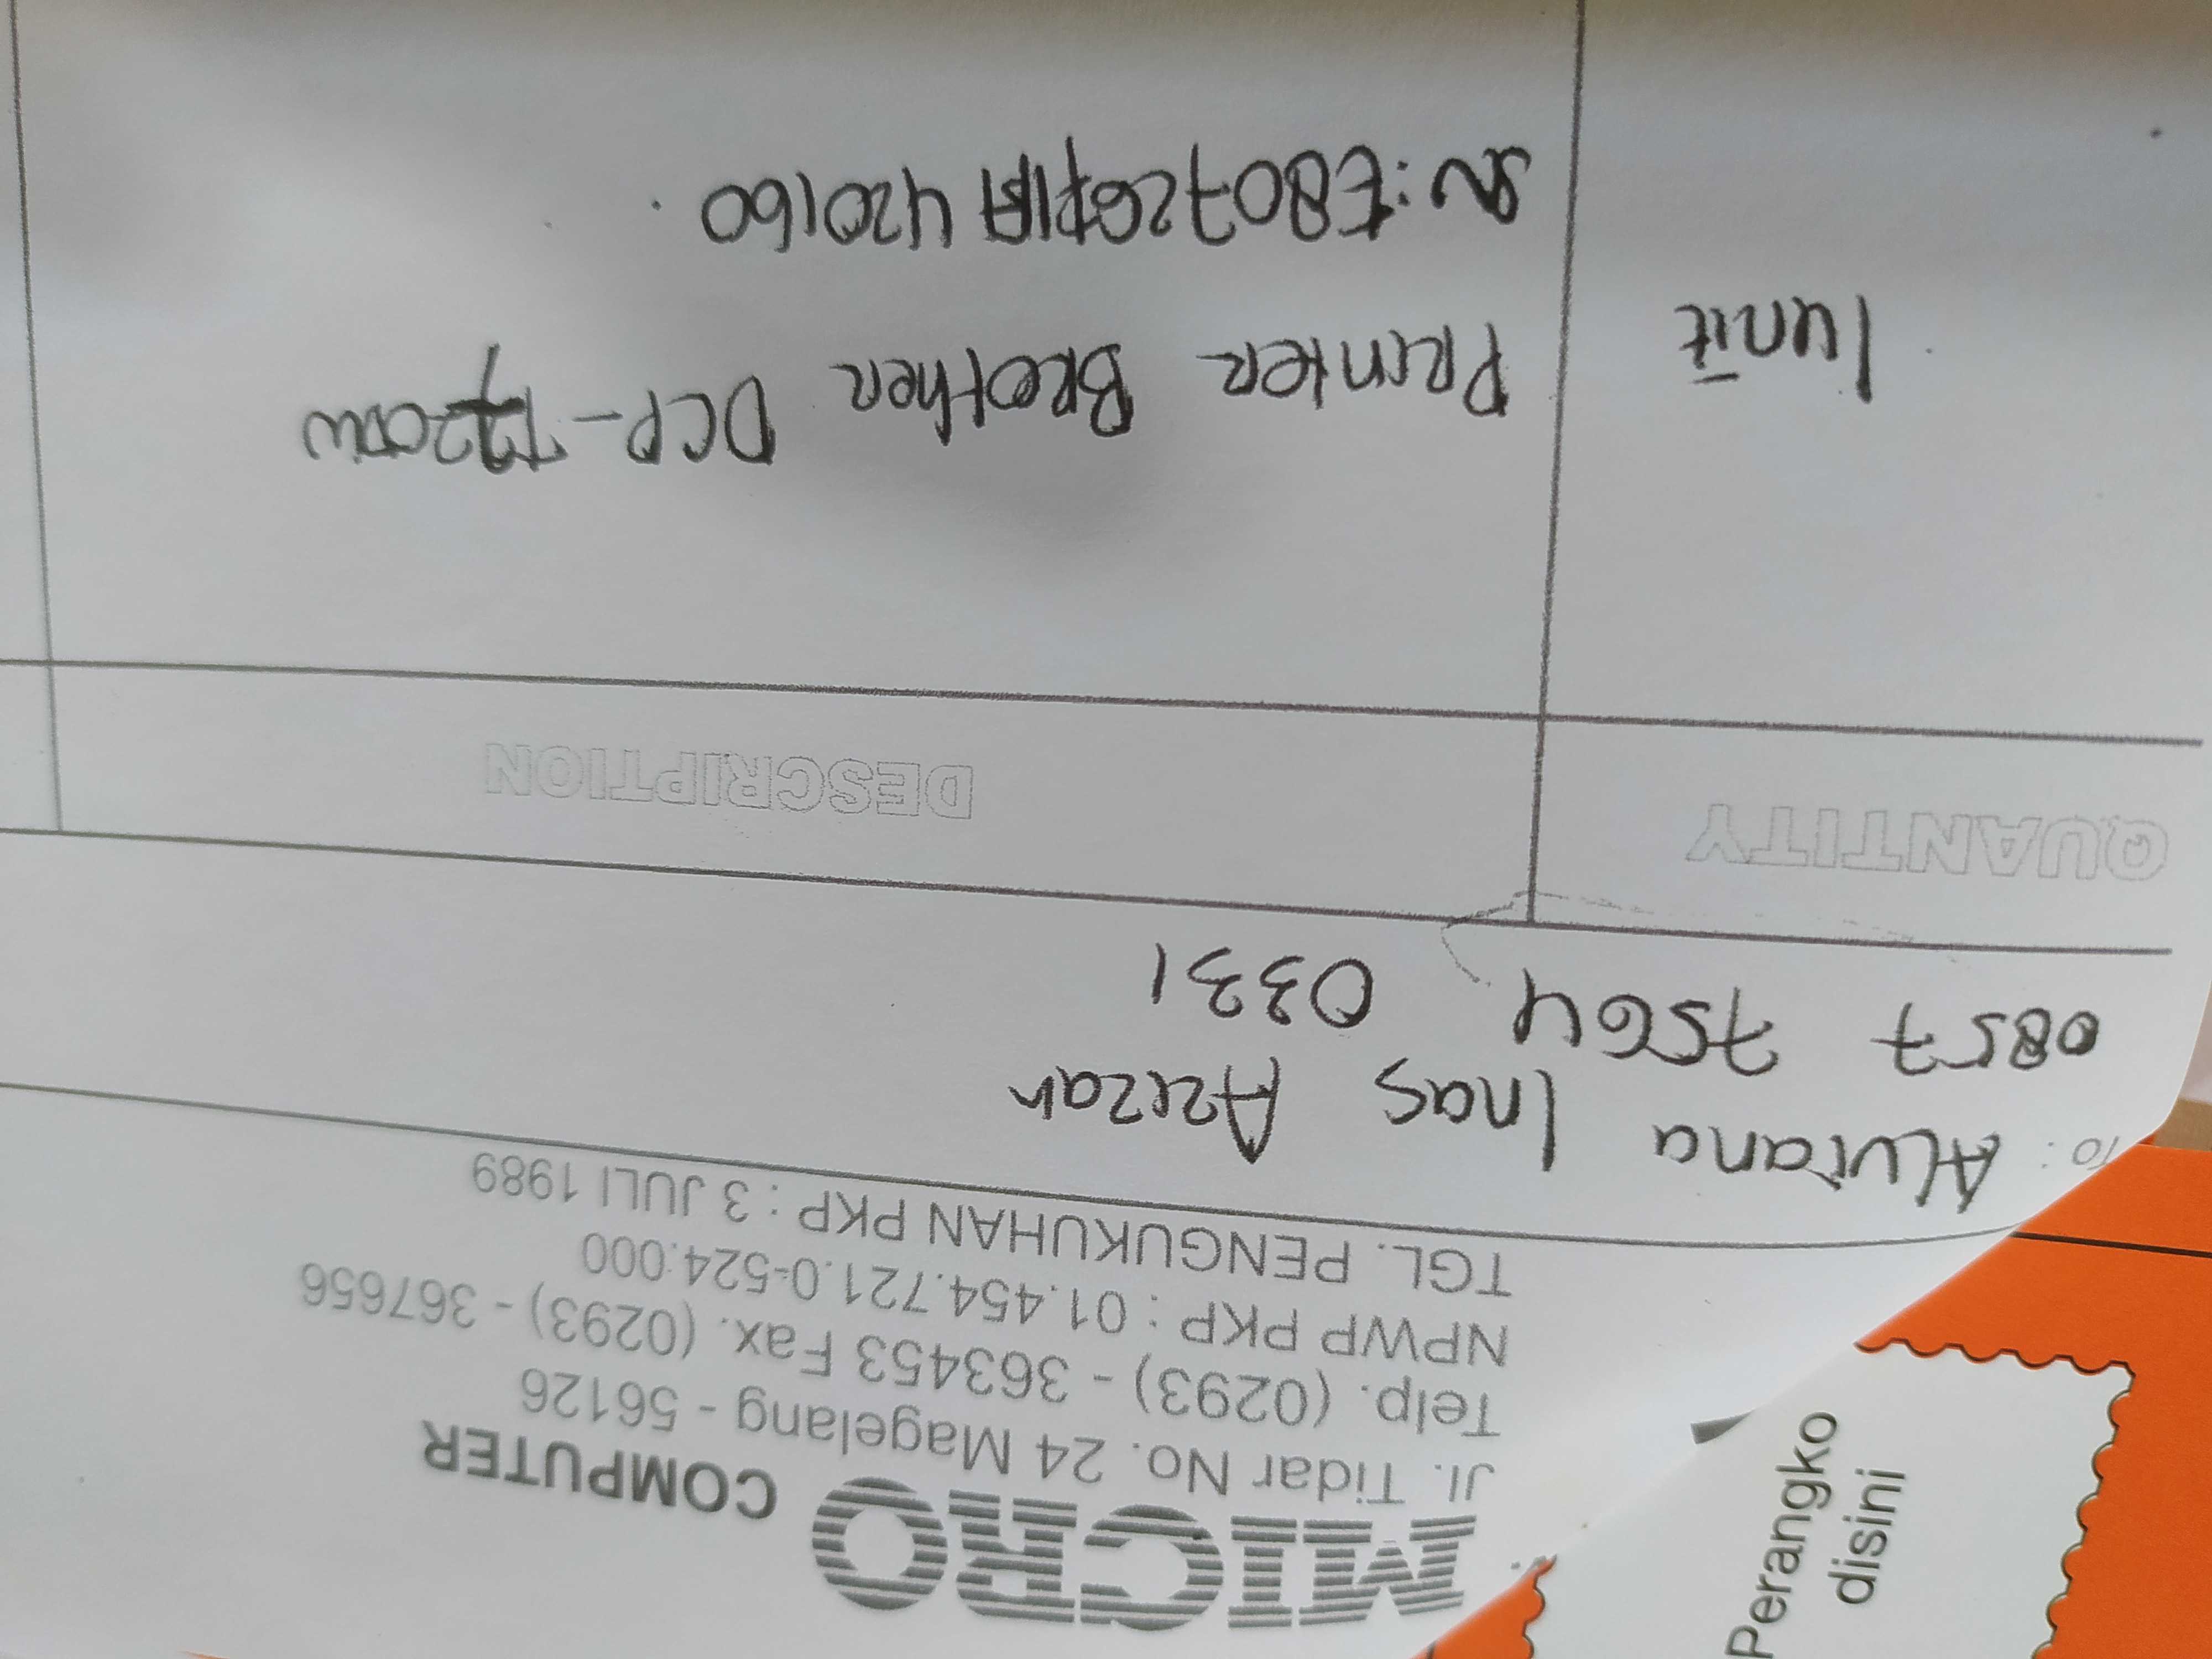 MICRO COMPUTER
Jl. Tidar No. 24 Magelang - 56126
Telp. (0293) - 363453 Fax. (0293) - 367656
NPWP PKP : 01.454.721.0-524.000
TGL. PENGUKUHAN PKP : 3 JULI 1989
To : Alviana Inas Azizah
0857 7564 0331
QUANTITY DESCRIPTION
1 unit Printer Brother DCP-T720DW
SN: 420160
Perangko
disini